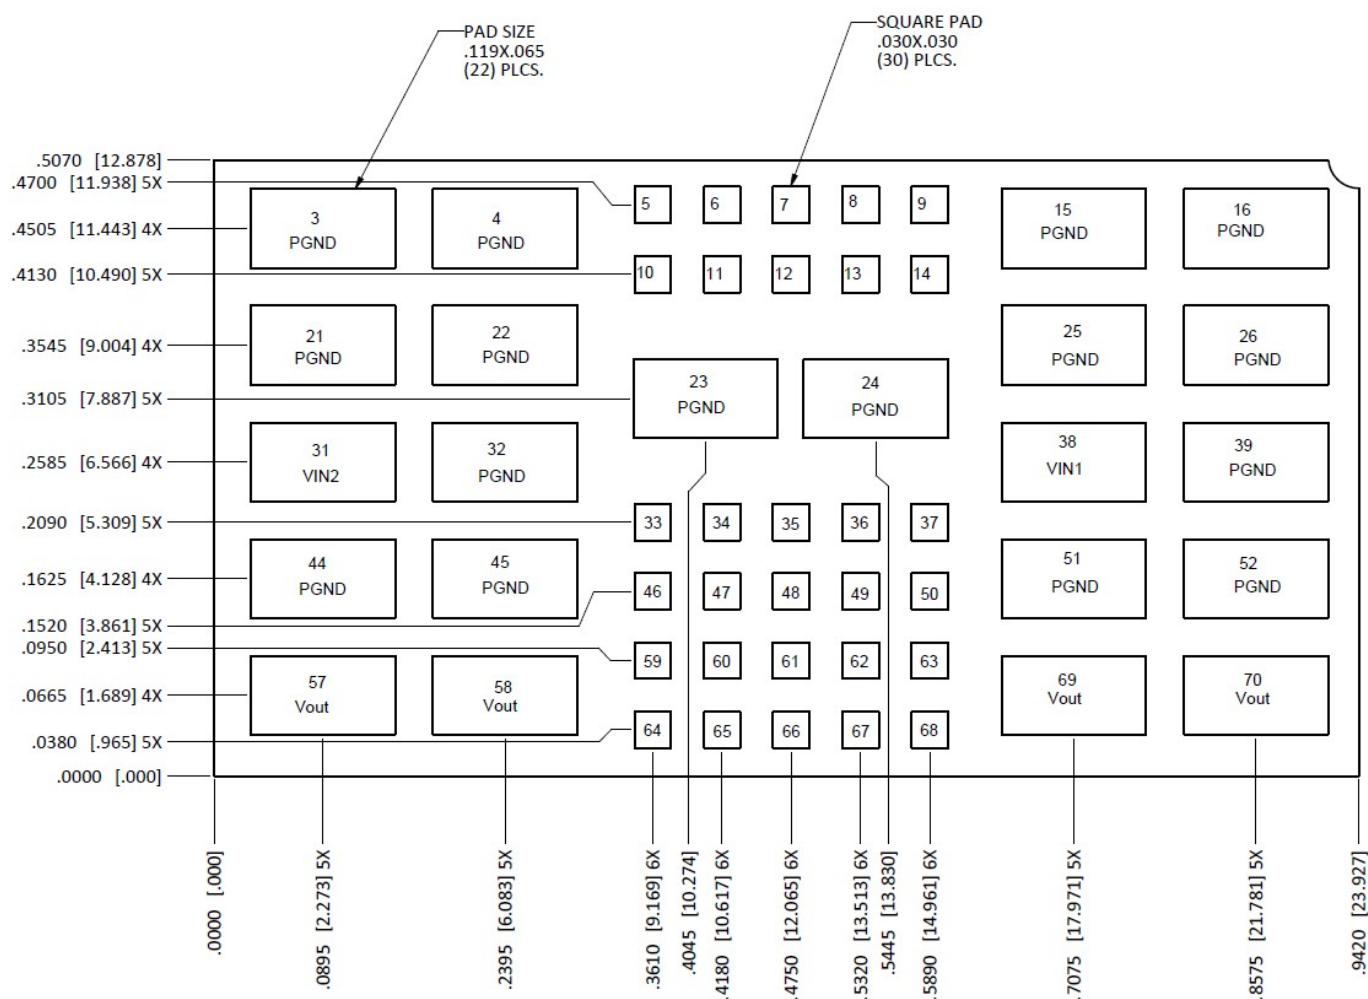 PAD SIZE
.119X.065
(22) PLCS.
SQUARE PAD
.030X.030
(30) PLCS.
.5070 [12.878]
.4700 [11.938] 5X
.4505 [11.443] 4X
.4130 [10.490] 5X
.3545 [9.004] 4X
.3105 [7.887] 5X
.2585 [6.566] 4X
.2090 [5.309] 5X
.1625 [4.128] 4X
.1520 [3.861] 5X
.0950 [2.413] 5X
.0665 [1.689] 4X
.0380 [.965] 5X
.0000 [.000]
3
PGND
4
PGND
5
6
7
8
9
15
PGND
16
PGND
10
11
12
13
14
21
PGND
22
PGND
23
PGND
24
PGND
25
PGND
26
PGND
31
VIN2
32
PGND
38
VIN1
39
PGND
33
34
35
36
37
44
PGND
45
PGND
46
47
48
49
50
51
PGND
52
PGND
59
60
61
62
63
57
Vout
58
Vout
69
Vout
70
Vout
64
65
66
67
68
.0000 [.000]
.0895 [2.273] 5X
.2395 [6.083] 5X
.3610 [9.169] 6X
.4045 [10.274]
.4180 [10.617] 6X
.4750 [12.065] 6X
.5320 [13.513] 6X
.5445 [13.830]
.5890 [14.961] 6X
.7075 [17.971] 5X
.8575 [21.781] 5X
.9420 [23.927]